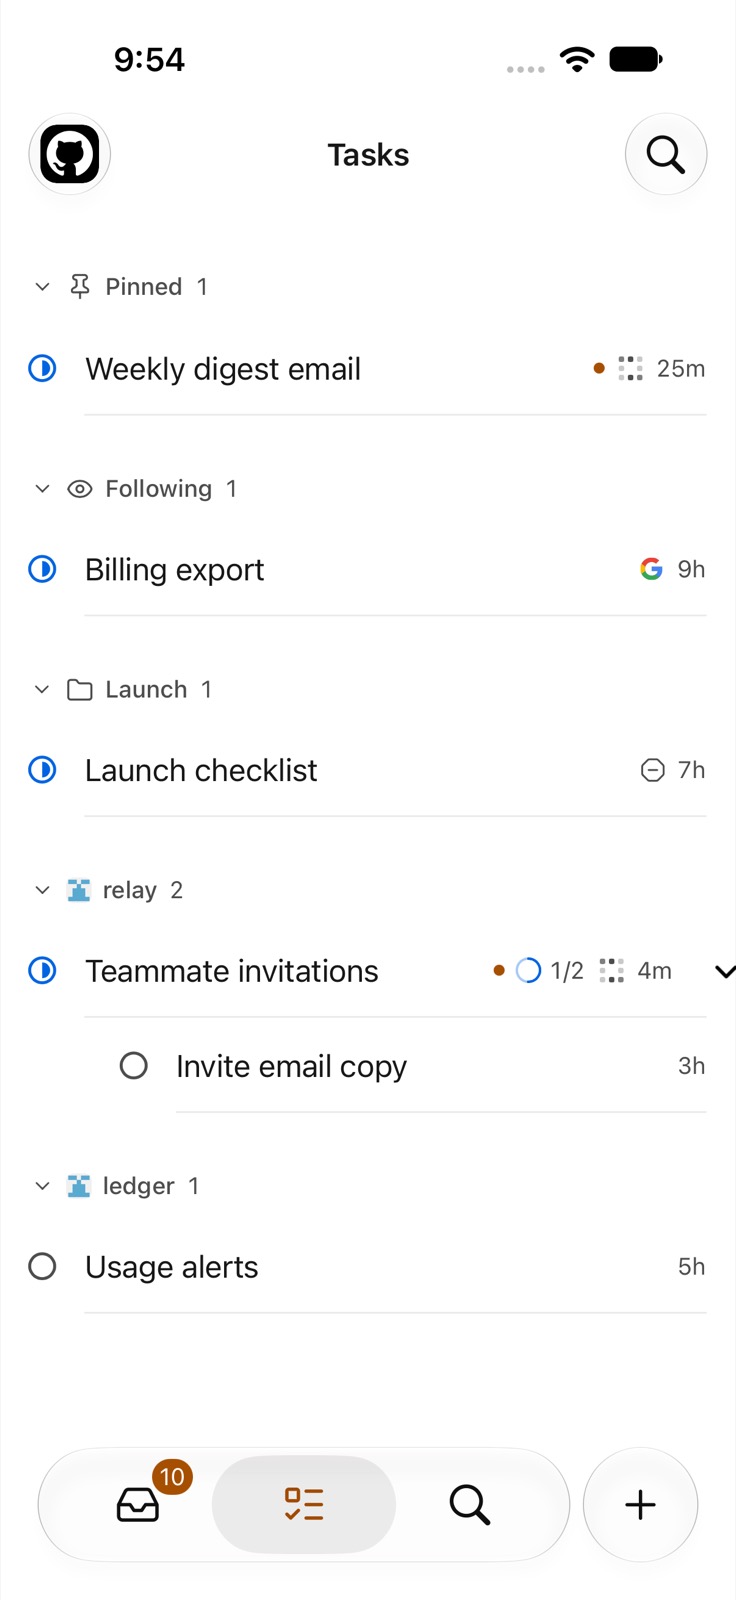 9:54
Tasks
Pinned 1
Weekly digest email 25m
Following 1
Billing export 9h
Launch 1
Launch checklist 7h
relay 2
Teammate invitations 1/2 4m
Invite email copy 3h
ledger 1
Usage alerts 5h
10